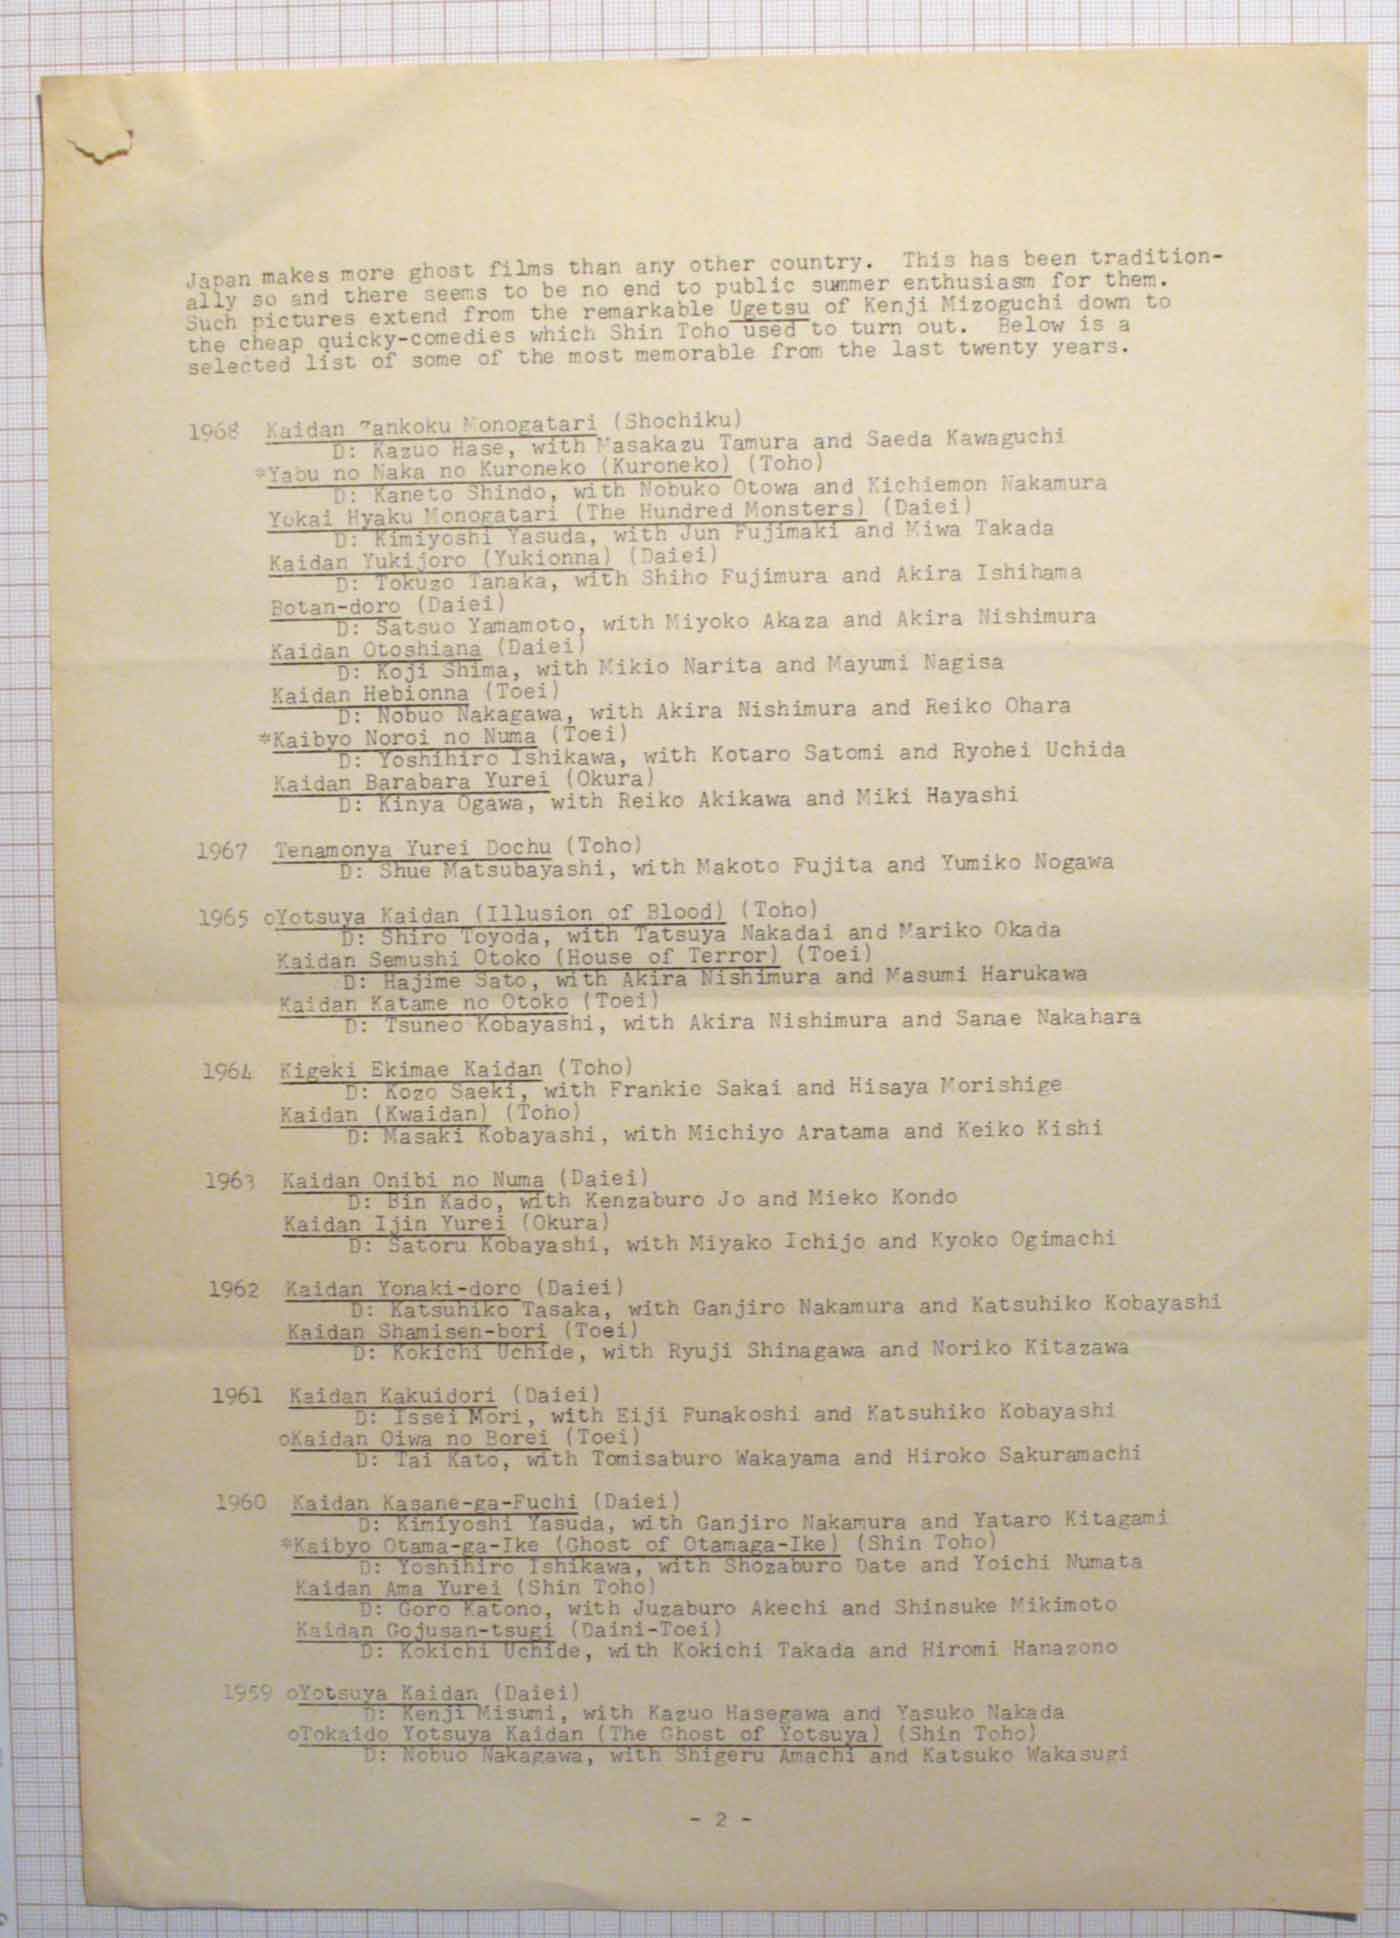 Japan makes more ghost films than any other country. This has been tradition-
ally so and there seems to be no end to public summer enthusiasm for them.
Such pictures extend from the remarkable Ugetsu of Kenji Mizoguchi down to
the cheap quicky-comedies which Shin Toho used to turn out. Below is a
selected list of some of the most memorable from the last twenty years.
1968 Kaidan Zankoku Monogatari (Shochiku)
D: Kazuo Hase, with Masakazu Tamura and Saeda Kawaguchi
*Yabu no Naka no Kuroneko (Kuroneko) (Toho)
D: Kaneto Shindo, with Nobuko Otowa and Kichiemon Nakamura
Yokai Hyaku Monogatari (The Hundred Monsters) (Daiei)
D: Kimiyoshi Yasuda, with Jun Fujimaki and Miwa Takada
Kaidan Yukijoro (Yukionna) (Daiei)
D: Tokuzo Tanaka, with Shiho Fujimura and Akira Ishihama
Botan-doro (Daiei)
D: Satsuo Yamamoto, with Miyoko Akaza and Akira Nishimura
Kaidan Otoshiana (Daiei)
D: Koji Shima, with Mikio Narita and Mayumi Nagisa
Kaidan Hebionna (Toei)
D: Nobuo Nakagawa, with Akira Nishimura and Reiko Ohara
*Kaibyo Noroi no Numa (Toei)
D: Yoshihiro Ishikawa, with Kotaro Satomi and Ryohei Uchida
Kaidan Barabara Yurei (Okura)
D: Kinya Ogawa, with Reiko Akikawa and Miki Hayashi
1967 Tenamonya Yurei Dochu (Toho)
D: Shue Matsubayashi, with Makoto Fujita and Yumiko Nogawa
1965 oYotsuya Kaidan (Illusion of Blood) (Toho)
D: Shiro Toyoda, with Tatsuya Nakadai and Mariko Okada
Kaidan Semushi Otoko (House of Terror) (Toei)
D: Hajime Sato, with Akira Nishimura and Masumi Harukawa
Kaidan Katame no Otoko (Toei)
D: Tsuneo Kobayashi, with Akira Nishimura and Sanae Nakahara
1964 Kigeki Ekimae Kaidan (Toho)
D: Kozo Saeki, with Frankie Sakai and Hisaya Morishige
Kaidan (Kwaidan) (Toho)
D: Masaki Kobayashi, with Michiyo Aratama and Keiko Kishi
1963 Kaidan Onibi no Numa (Daiei)
D: Bin Kado, with Kenzaburo Jo and Mieko Kondo
Kaidan Ijin Yurei (Okura)
D: Satoru Kobayashi, with Miyako Ichijo and Kyoko Ogimachi
1962 Kaidan Yonaki-doro (Daiei)
D: Katsuhiko Tasaka, with Ganjiro Nakamura and Katsuhiko Kobayashi
Kaidan Shamisen-bori (Toei)
D: Kokichi Uchide, with Ryuji Shinagawa and Noriko Kitazawa
1961 Kaidan Kakuidori (Daiei)
D: Issei Mori, with Eiji Funakoshi and Katsuhiko Kobayashi
oKaidan Oiwa no Borei (Toei)
D: Tai Kato, with Tomisaburo Wakayama and Hiroko Sakuramachi
1960 Kaidan Kasane-ga-Fuchi (Daiei)
D: Kimiyoshi Yasuda, with Ganjiro Nakamura and Yataro Kitagami
*Kaibyo Otama-ga-Ike (Ghost of Otamaga-Ike) (Shin Toho)
D: Yoshihiro Ishikawa, with Shozaburo Date and Yoichi Numata
Kaidan Ama Yurei (Shin Toho)
D: Goro Katono, with Juzaburo Akechi and Shinsuke Mikimoto
Kaidan Gojusan-tsugi (Daini-Toei)
D: Kokichi Uchide, with Kokichi Takada and Hiromi Hanazono
1959 oYotsuya Kaidan (Daiei)
D: Kenji Misumi, with Kazuo Hasegawa and Yasuko Nakada
oTokaido Yotsuya Kaidan (The Ghost of Yotsuya) (Shin Toho)
D: Nobuo Nakagawa, with Shigeru Amachi and Katsuko Wakasugi
- 2 -